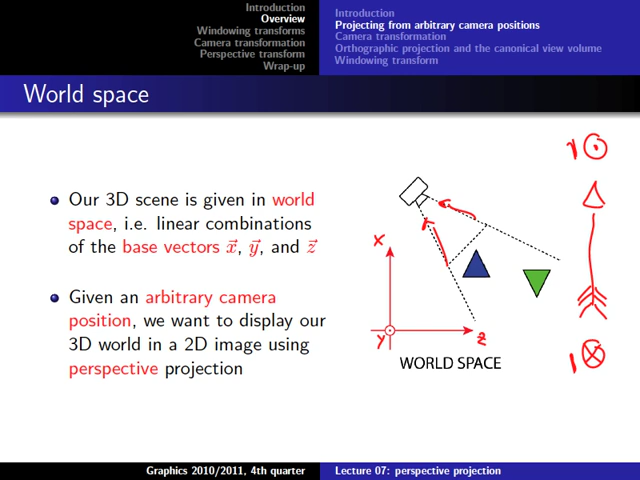 Introduction
Overview
Windowing transforms
Camera transformation
Perspective transform
Wrap-up
Introduction
Projecting from arbitrary camera positions
Camera transformation
Orthographic projection and the canonical view volume
Windowing transform
World space
Our 3D scene is given in world
space, i.e. linear combinations
of the base vectors x⃗, y⃗, and z⃗
Given an arbitrary camera
position, we want to display our
3D world in a 2D image using
perspective projection
X
Y
Z
WORLD SPACE
Graphics 2010/2011, 4th quarter
Lecture 07: perspective projection